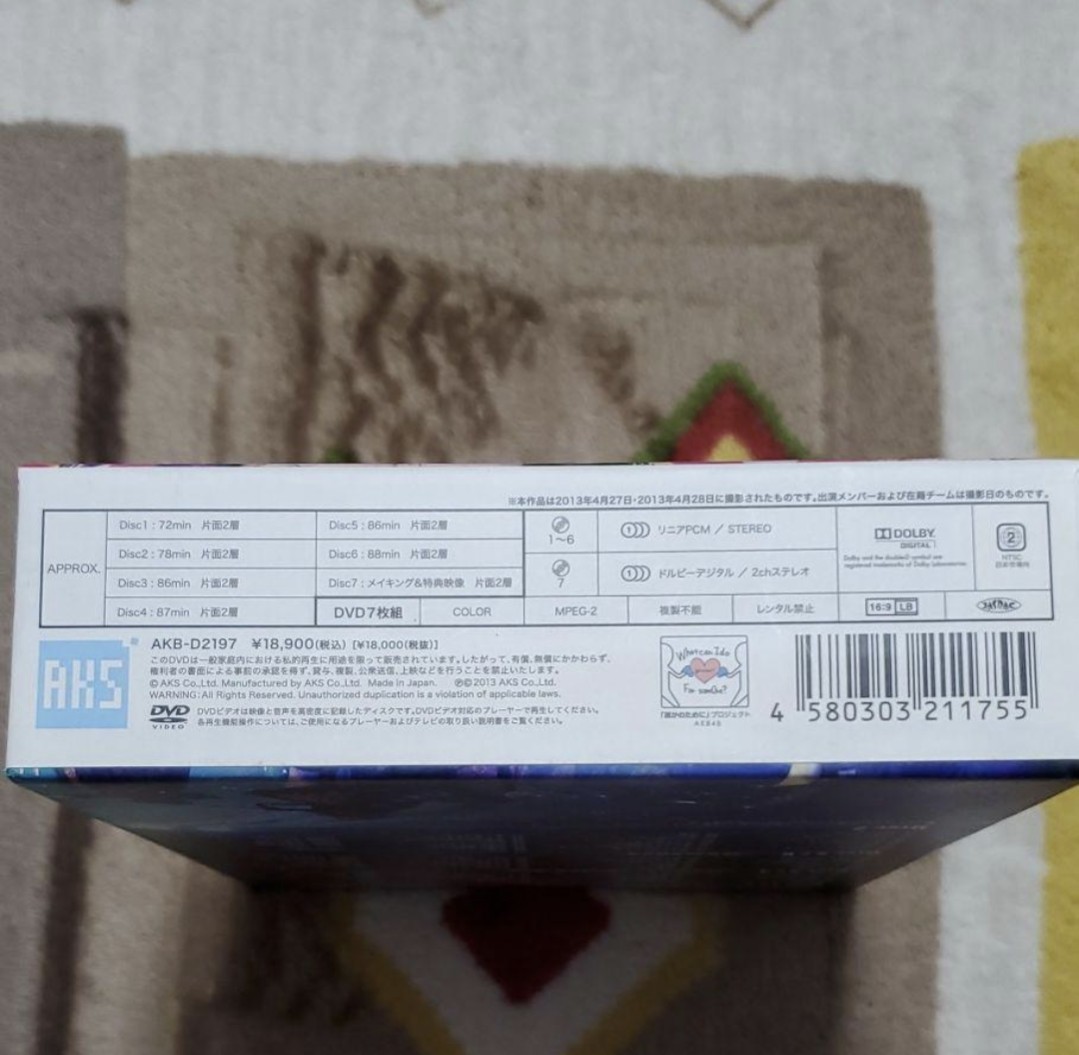 ※本作品は2013年4月27日・2013年4月28日に撮影されたものです。出演メンバーおよび在籍チームは撮影日のものです。
APPROX.
Disc1 : 72min 片面2層
Disc2 : 78min 片面2層
Disc3 : 86min 片面2層
Disc4 : 87min 片面2層
Disc5 : 86min 片面2層
Disc6 : 88min 片面2層
Disc7 : メイキング&特典映像 片面2層
DVD7枚組
COLOR
MPEG-2
複製不能
レンタル禁止
16:9 LB
1〜6
リニアPCM / STEREO
7
ドルビーデジタル / 2chステレオ
DOLBY
DIGITAL
Dolby and the double-D symbol are
registered trademarks of Dolby Laboratories.
2
NTSC
日本市場向
JASRAC
AKS
AKB-D2197 ¥18,900(税込) [¥18,000(税抜)]
このDVDは一般家庭内における私的再生に用途を限って販売されています。したがって、有償、無償にかかわらず、
権利者の書面による事前の承諾を得ず、貸与、複製、公衆送信、上映などを行うことを禁止いたします。
© AKS Co.,Ltd. Manufactured by AKS Co.,Ltd. Made in Japan. ℗© 2013 AKS Co.,Ltd.
WARNING: All Rights Reserved. Unauthorized duplication is a violation of applicable laws.
DVD VIDEO
DVDビデオは映像と音声を高密度に記録したディスクです。DVDビデオ対応のプレーヤーで再生してください。
各再生機能操作については、ご使用になるプレーヤーおよびテレビの取り扱い説明書をご覧ください。
What can I do
For someone?
「誰かのために」プロジェクト
AKB48
4 580303 211755